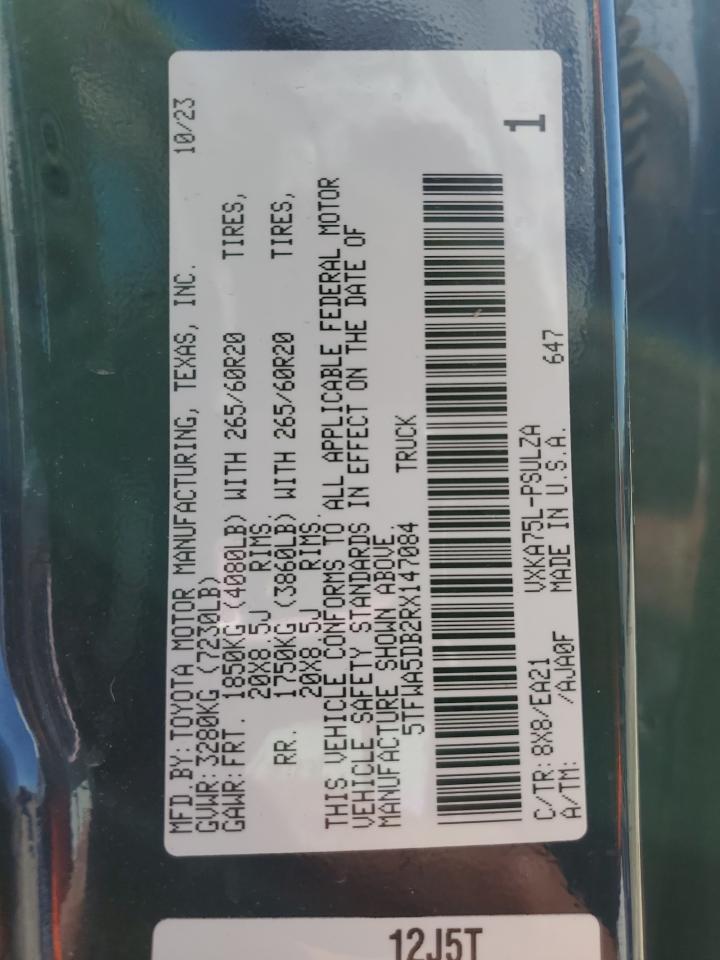 MFD.BY:TOYOTA MOTOR MANUFACTURING, TEXAS, INC. 10/23
GVWR:3280KG (7230LB)
GAWR:FRT. 1850KG (4080LB) WITH 265/60R20 TIRES,
20X8.5J RIMS.
RR. 1750KG (3860LB) WITH 265/60R20 TIRES,
20X8.5J RIMS.
THIS VEHICLE CONFORMS TO ALL APPLICABLE FEDERAL MOTOR
VEHICLE SAFETY STANDARDS IN EFFECT ON THE DATE OF
MANUFACTURE SHOWN ABOVE.
5TFWA5DB2RX147084 TRUCK
1
C/TR:8X8/EA21 VXKA75L-PSULZA 647
A/TM: /AJA0F MADE IN U.S.A.
12J5T